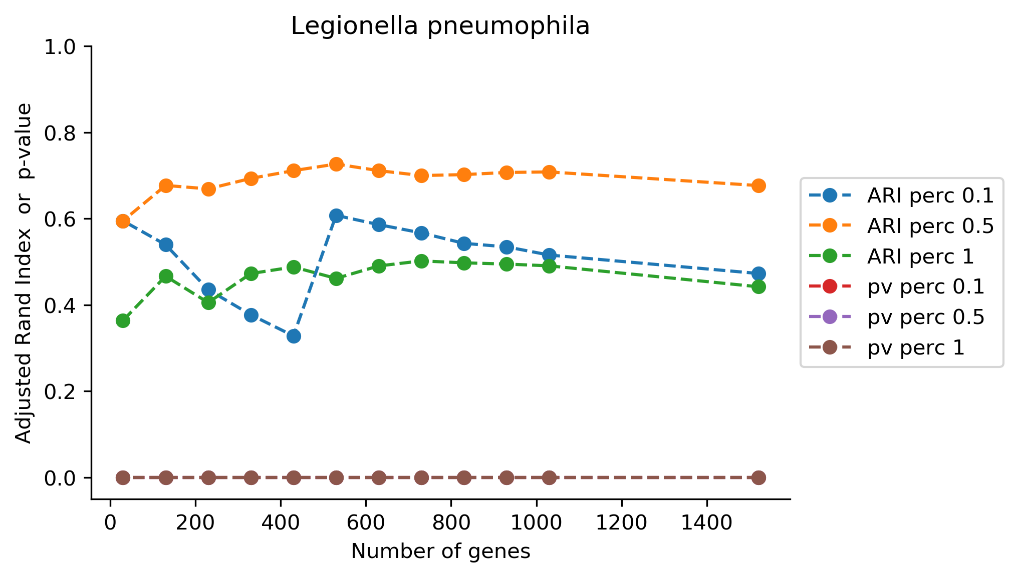 Legionella pneumophila
1.0
0.8
0.6
0.4
0.2
0.0
Adjusted Rand Index or p-value
0 200 400 600 800 1000 1200 1400
Number of genes
ARI perc 0.1
ARI perc 0.5
ARI perc 1
pv perc 0.1
pv perc 0.5
pv perc 1